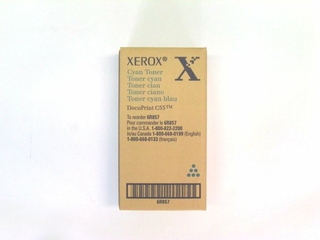 XEROX®
X
Cyan Toner
Toner cyan
Toner cian
Toner ciano
Toner cyan blau
DocuPrint C55™
To reorder 6R857
Pour commander le 6R857
in the U.S.A. 1-800-822-2200
in/au Canada 1-800-668-0199 (English)
1-800-668-0133 (français)
6R857